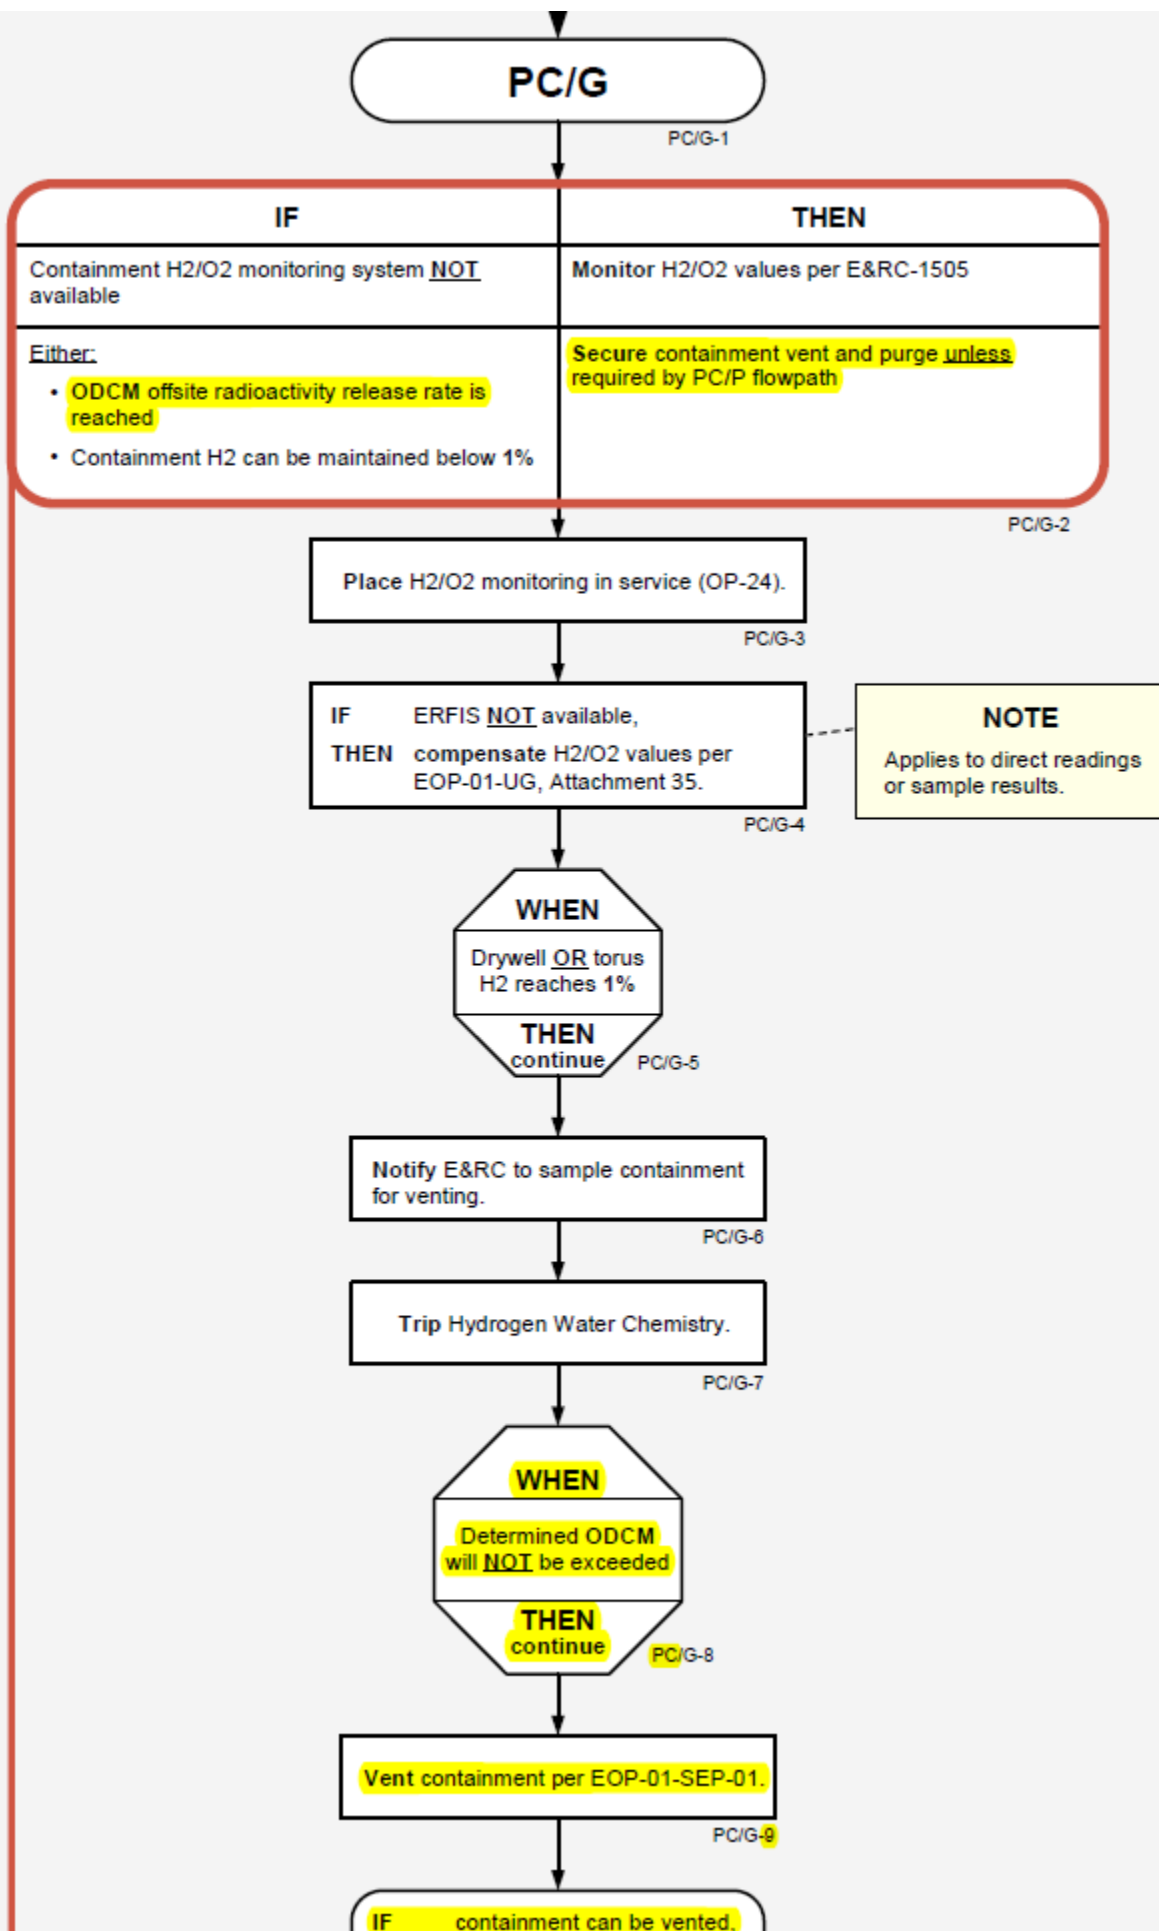 PC/G
PC/G-1
IF
THEN
Containment H2/O2 monitoring system NOT
available
Monitor H2/O2 values per E&RC-1505
Either:
• ODCM offsite radioactivity release rate is
reached
• Containment H2 can be maintained below 1%
Secure containment vent and purge unless
required by PC/P flowpath
PC/G-2
Place H2/O2 monitoring in service (OP-24).
PC/G-3
IF ERFIS NOT available,
THEN compensate H2/O2 values per
EOP-01-UG, Attachment 35.
PC/G-4
NOTE
Applies to direct readings
or sample results.
WHEN
Drywell OR torus
H2 reaches 1%
THEN
continue
PC/G-5
Notify E&RC to sample containment
for venting.
PC/G-6
Trip Hydrogen Water Chemistry.
PC/G-7
WHEN
Determined ODCM
will NOT be exceeded
THEN
continue
PC/G-8
Vent containment per EOP-01-SEP-01.
PC/G-9
IF containment can be vented,